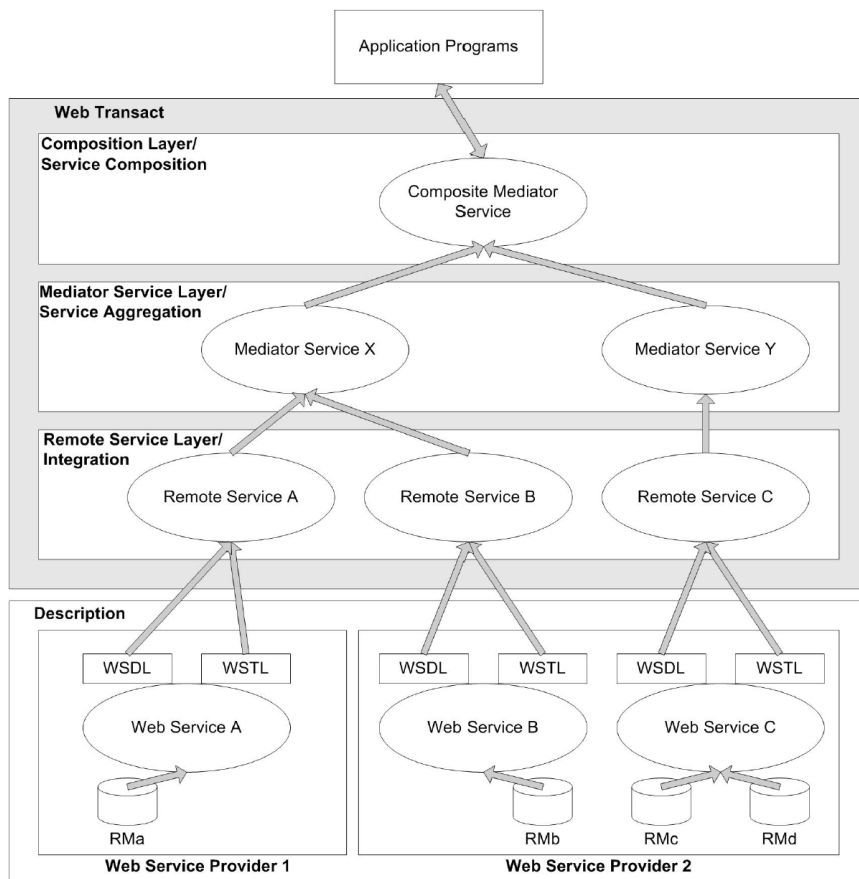 Application Programs
Web Transact
Composition Layer/
Service Composition
Composite Mediator
Service
Mediator Service Layer/
Service Aggregation
Mediator Service X
Mediator Service Y
Remote Service Layer/
Integration
Remote Service A
Remote Service B
Remote Service C
Description
WSDL
WSTL
WSDL
WSTL
WSDL
WSTL
Web Service A
Web Service B
Web Service C
RMa
RMb
RMc
RMd
Web Service Provider 1
Web Service Provider 2